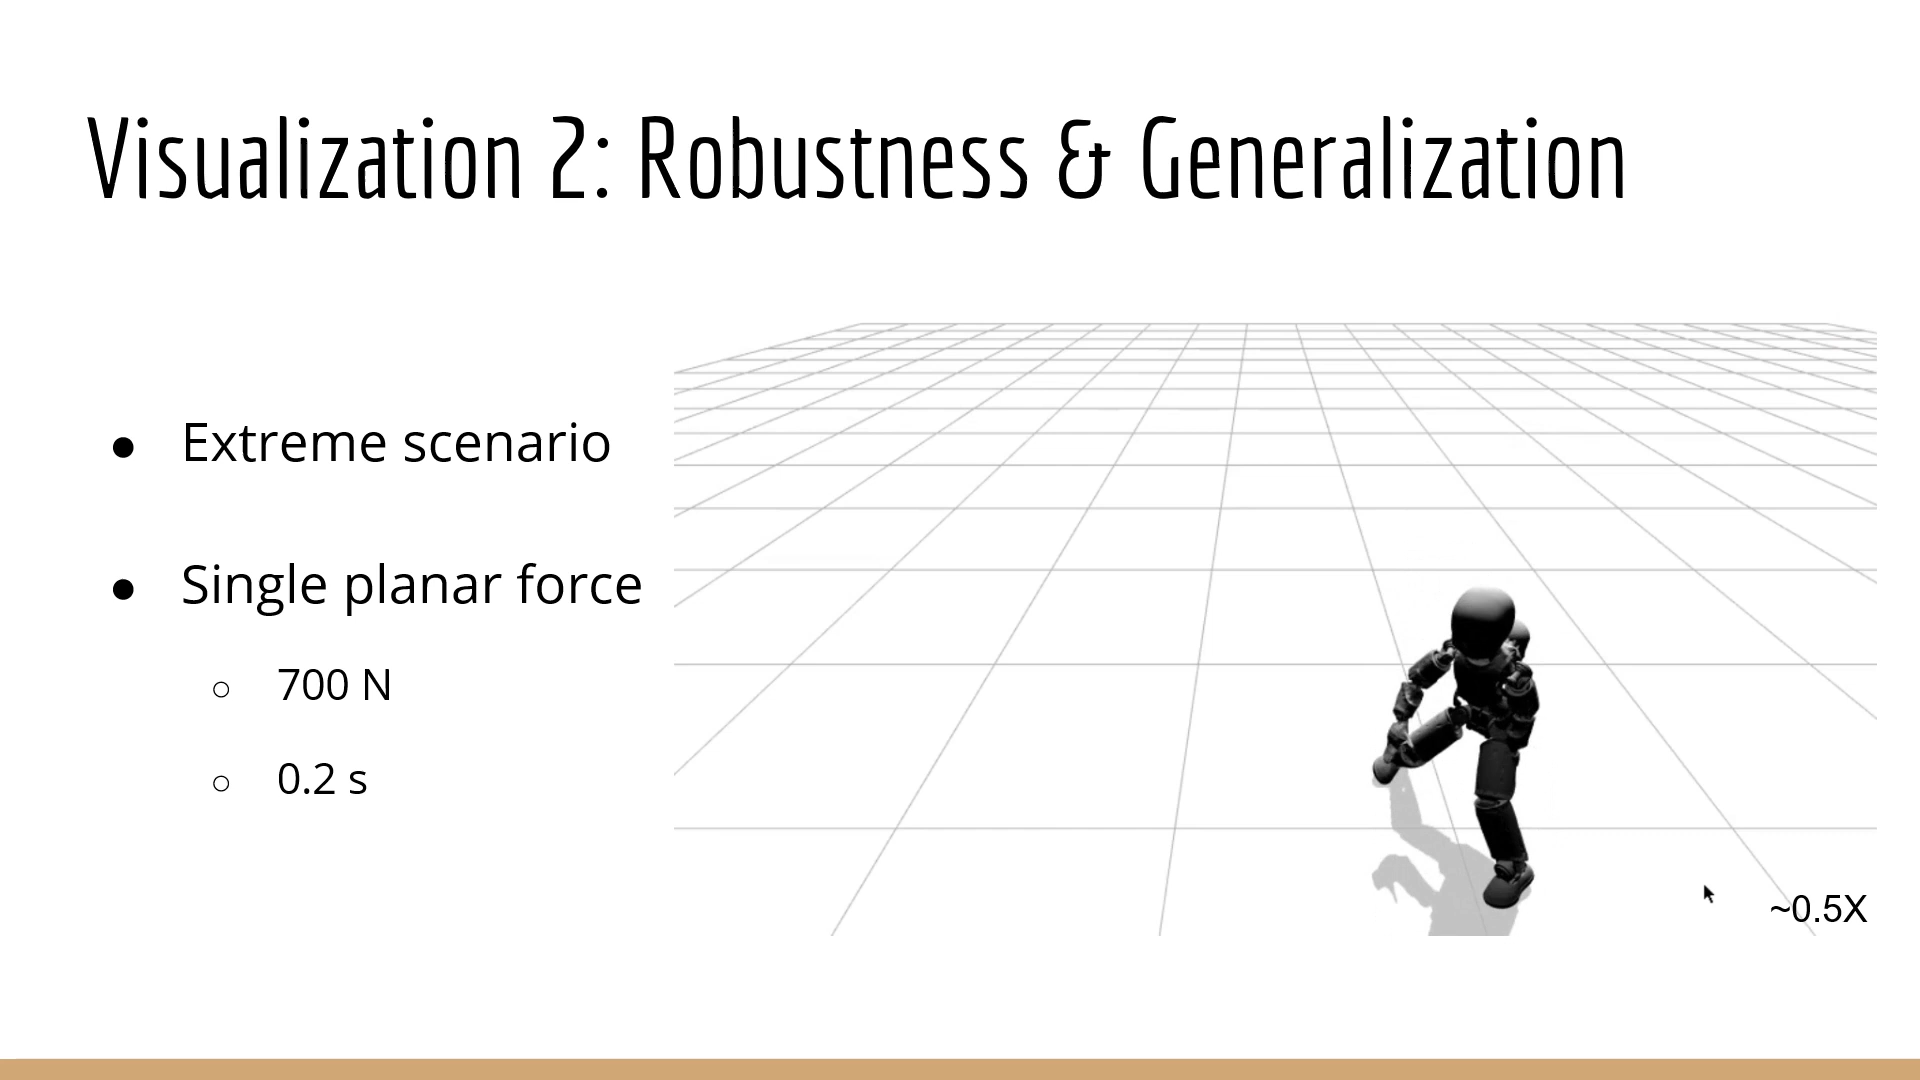 Visualization 2: Robustness & Generalization
● Extreme scenario
● Single planar force
○ 700 N
○ 0.2 s
~0.5X